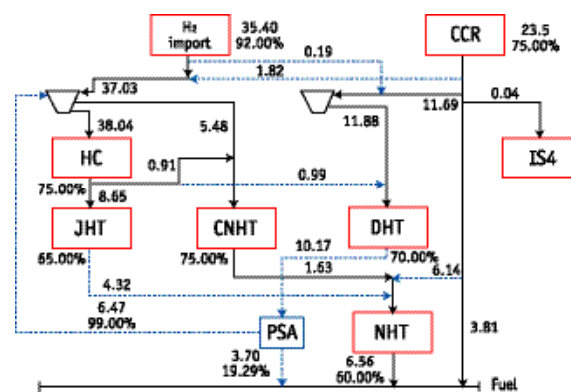 H₂
import
35.40
92.00%
CCR
23.5
75.00%
0.19
1.82
37.03
0.04
11.69
38.04
5.48
11.88
HC
IS4
0.91
75.00%
8.65
0.99
JHT
CNHT
DHT
65.00%
75.00%
70.00%
10.17
1.63
6.14
4.32
6.47
99.00%
PSA
NHT
3.81
3.70
19.29%
6.56
60.00%
Fuel